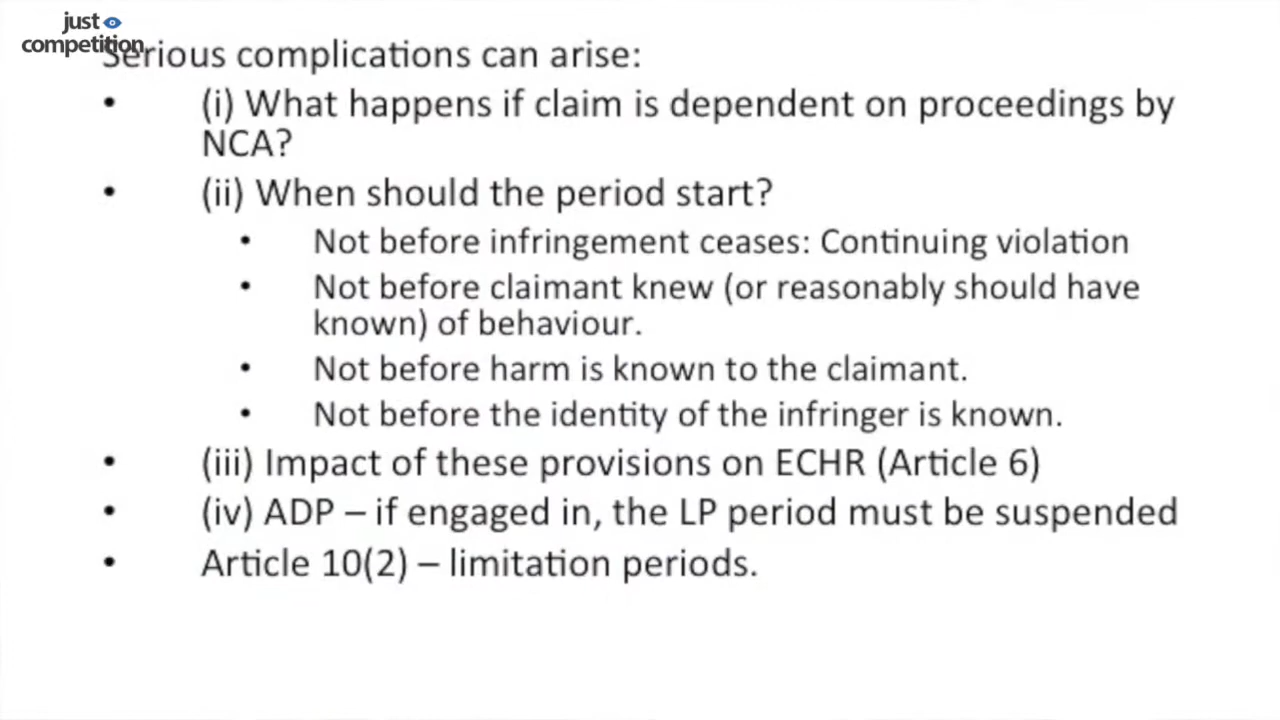 just
competition
Serious complications can arise:
• (i) What happens if claim is dependent on proceedings by
NCA?
• (ii) When should the period start?
• Not before infringement ceases: Continuing violation
• Not before claimant knew (or reasonably should have
known) of behaviour.
• Not before harm is known to the claimant.
• Not before the identity of the infringer is known.
• (iii) Impact of these provisions on ECHR (Article 6)
• (iv) ADP – if engaged in, the LP period must be suspended
• Article 10(2) – limitation periods.